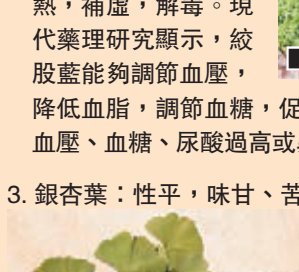 熱，補虛，解毒。現
代藥理研究顯示，絞
股藍能夠調節血壓，
降低血脂，調節血糖，促
血壓、血糖、尿酸過高或
3. 銀杏葉：性平，味甘、苦